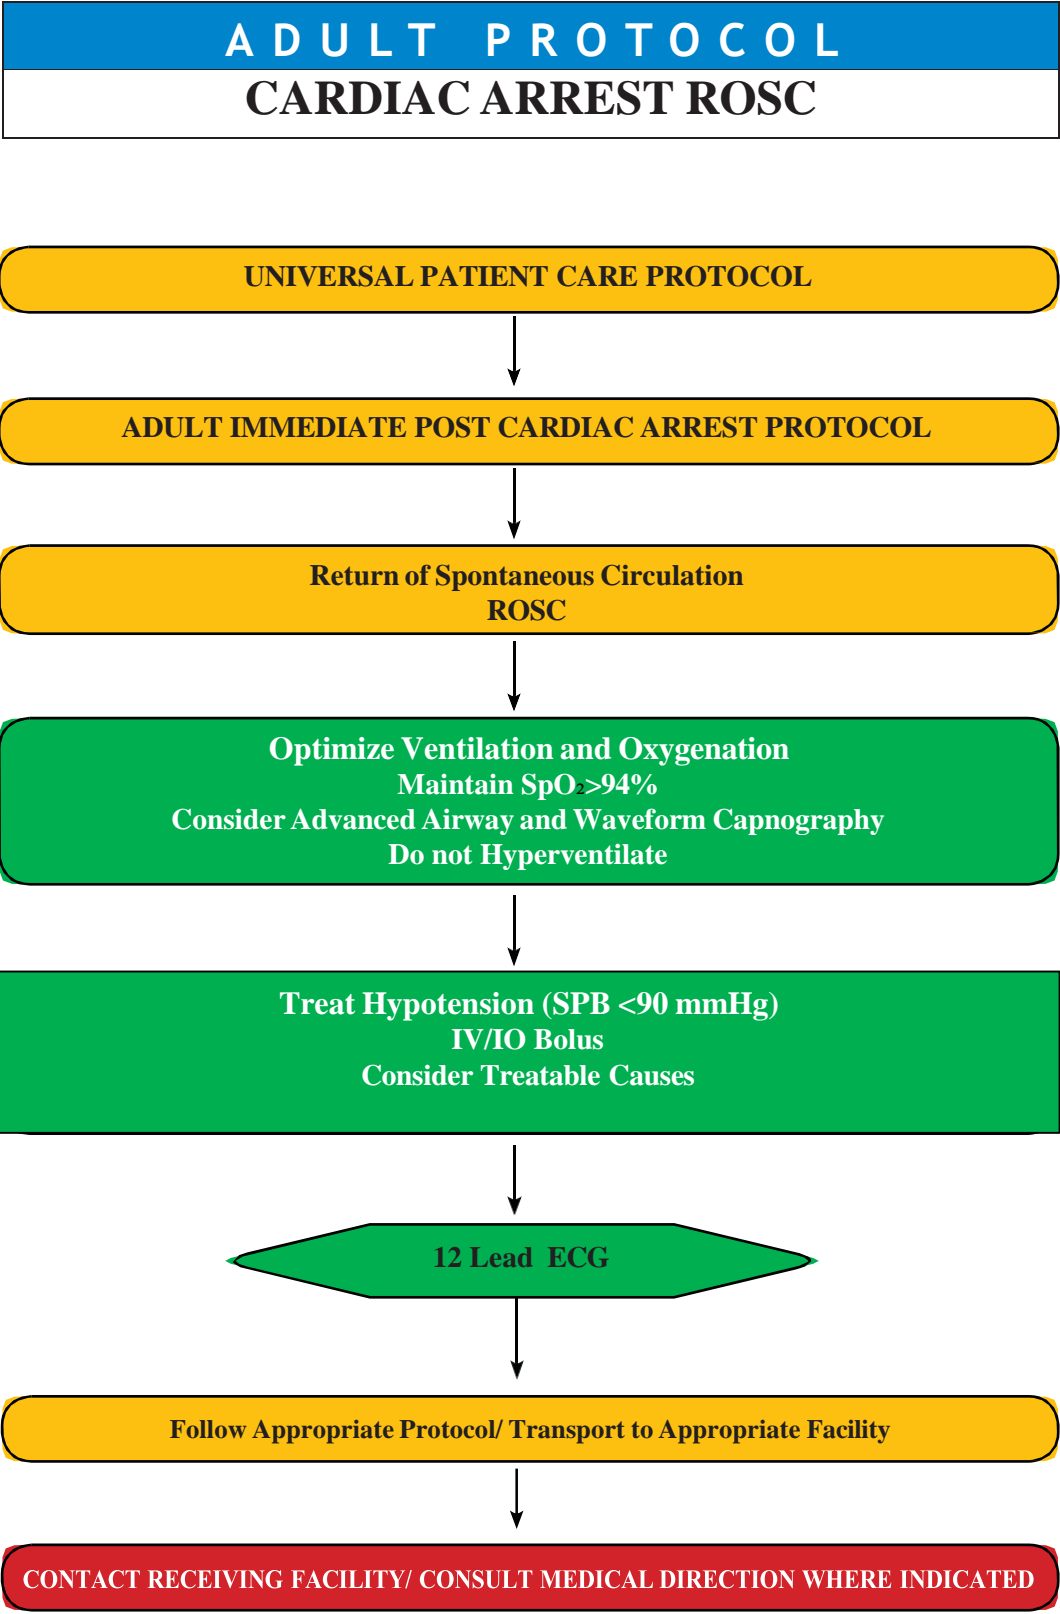 ADULT PROTOCOL
CARDIAC ARREST ROSC
UNIVERSAL PATIENT CARE PROTOCOL
ADULT IMMEDIATE POST CARDIAC ARREST PROTOCOL
Return of Spontaneous Circulation
ROSC
Optimize Ventilation and Oxygenation
Maintain SpO₂>94%
Consider Advanced Airway and Waveform Capnography
Do not Hyperventilate
Treat Hypotension (SPB <90 mmHg)
IV/IO Bolus
Consider Treatable Causes
12 Lead ECG
Follow Appropriate Protocol/ Transport to Appropriate Facility
CONTACT RECEIVING FACILITY/ CONSULT MEDICAL DIRECTION WHERE INDICATED